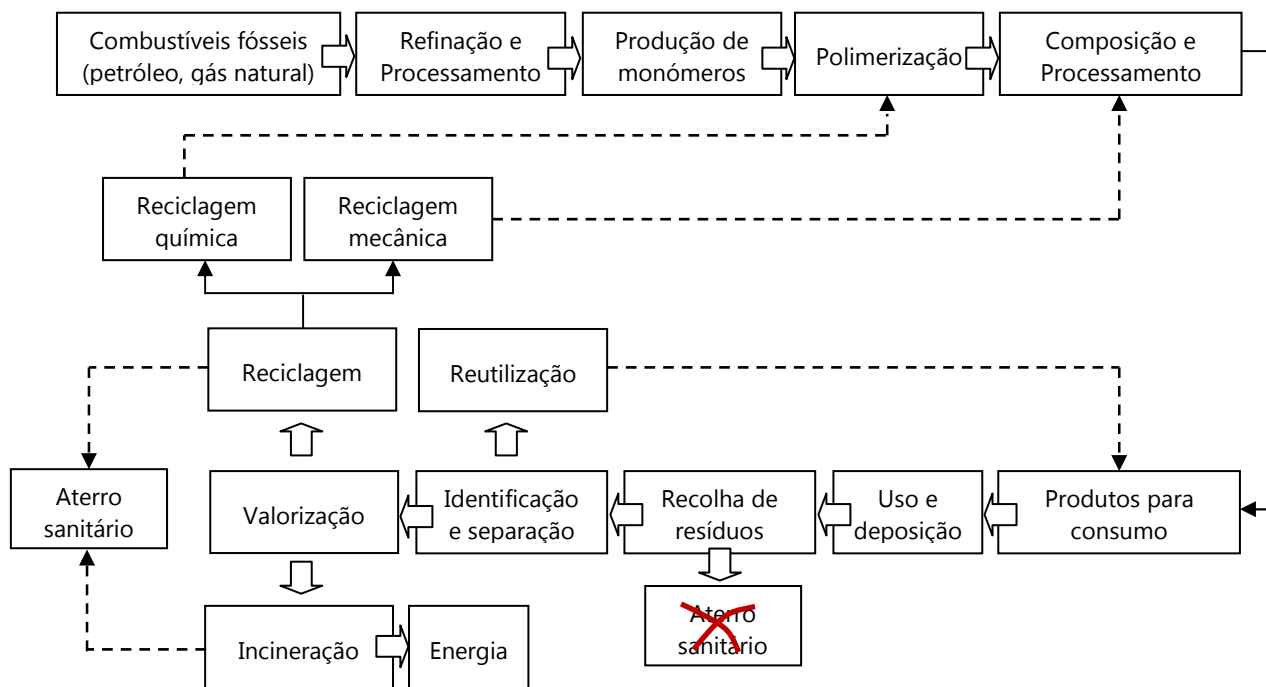 Combustíveis fósseis
(petróleo, gás natural)
Refinação e
Processamento
Produção de
monómeros
Polimerização
Composição e
Processamento
Reciclagem
química
Reciclagem
mecânica
Reciclagem
Reutilização
Aterro
sanitário
Valorização
Identificação
e separação
Recolha de
resíduos
Uso e
deposição
Produtos para
consumo
Aterro
sanitário
Incineração
Energia